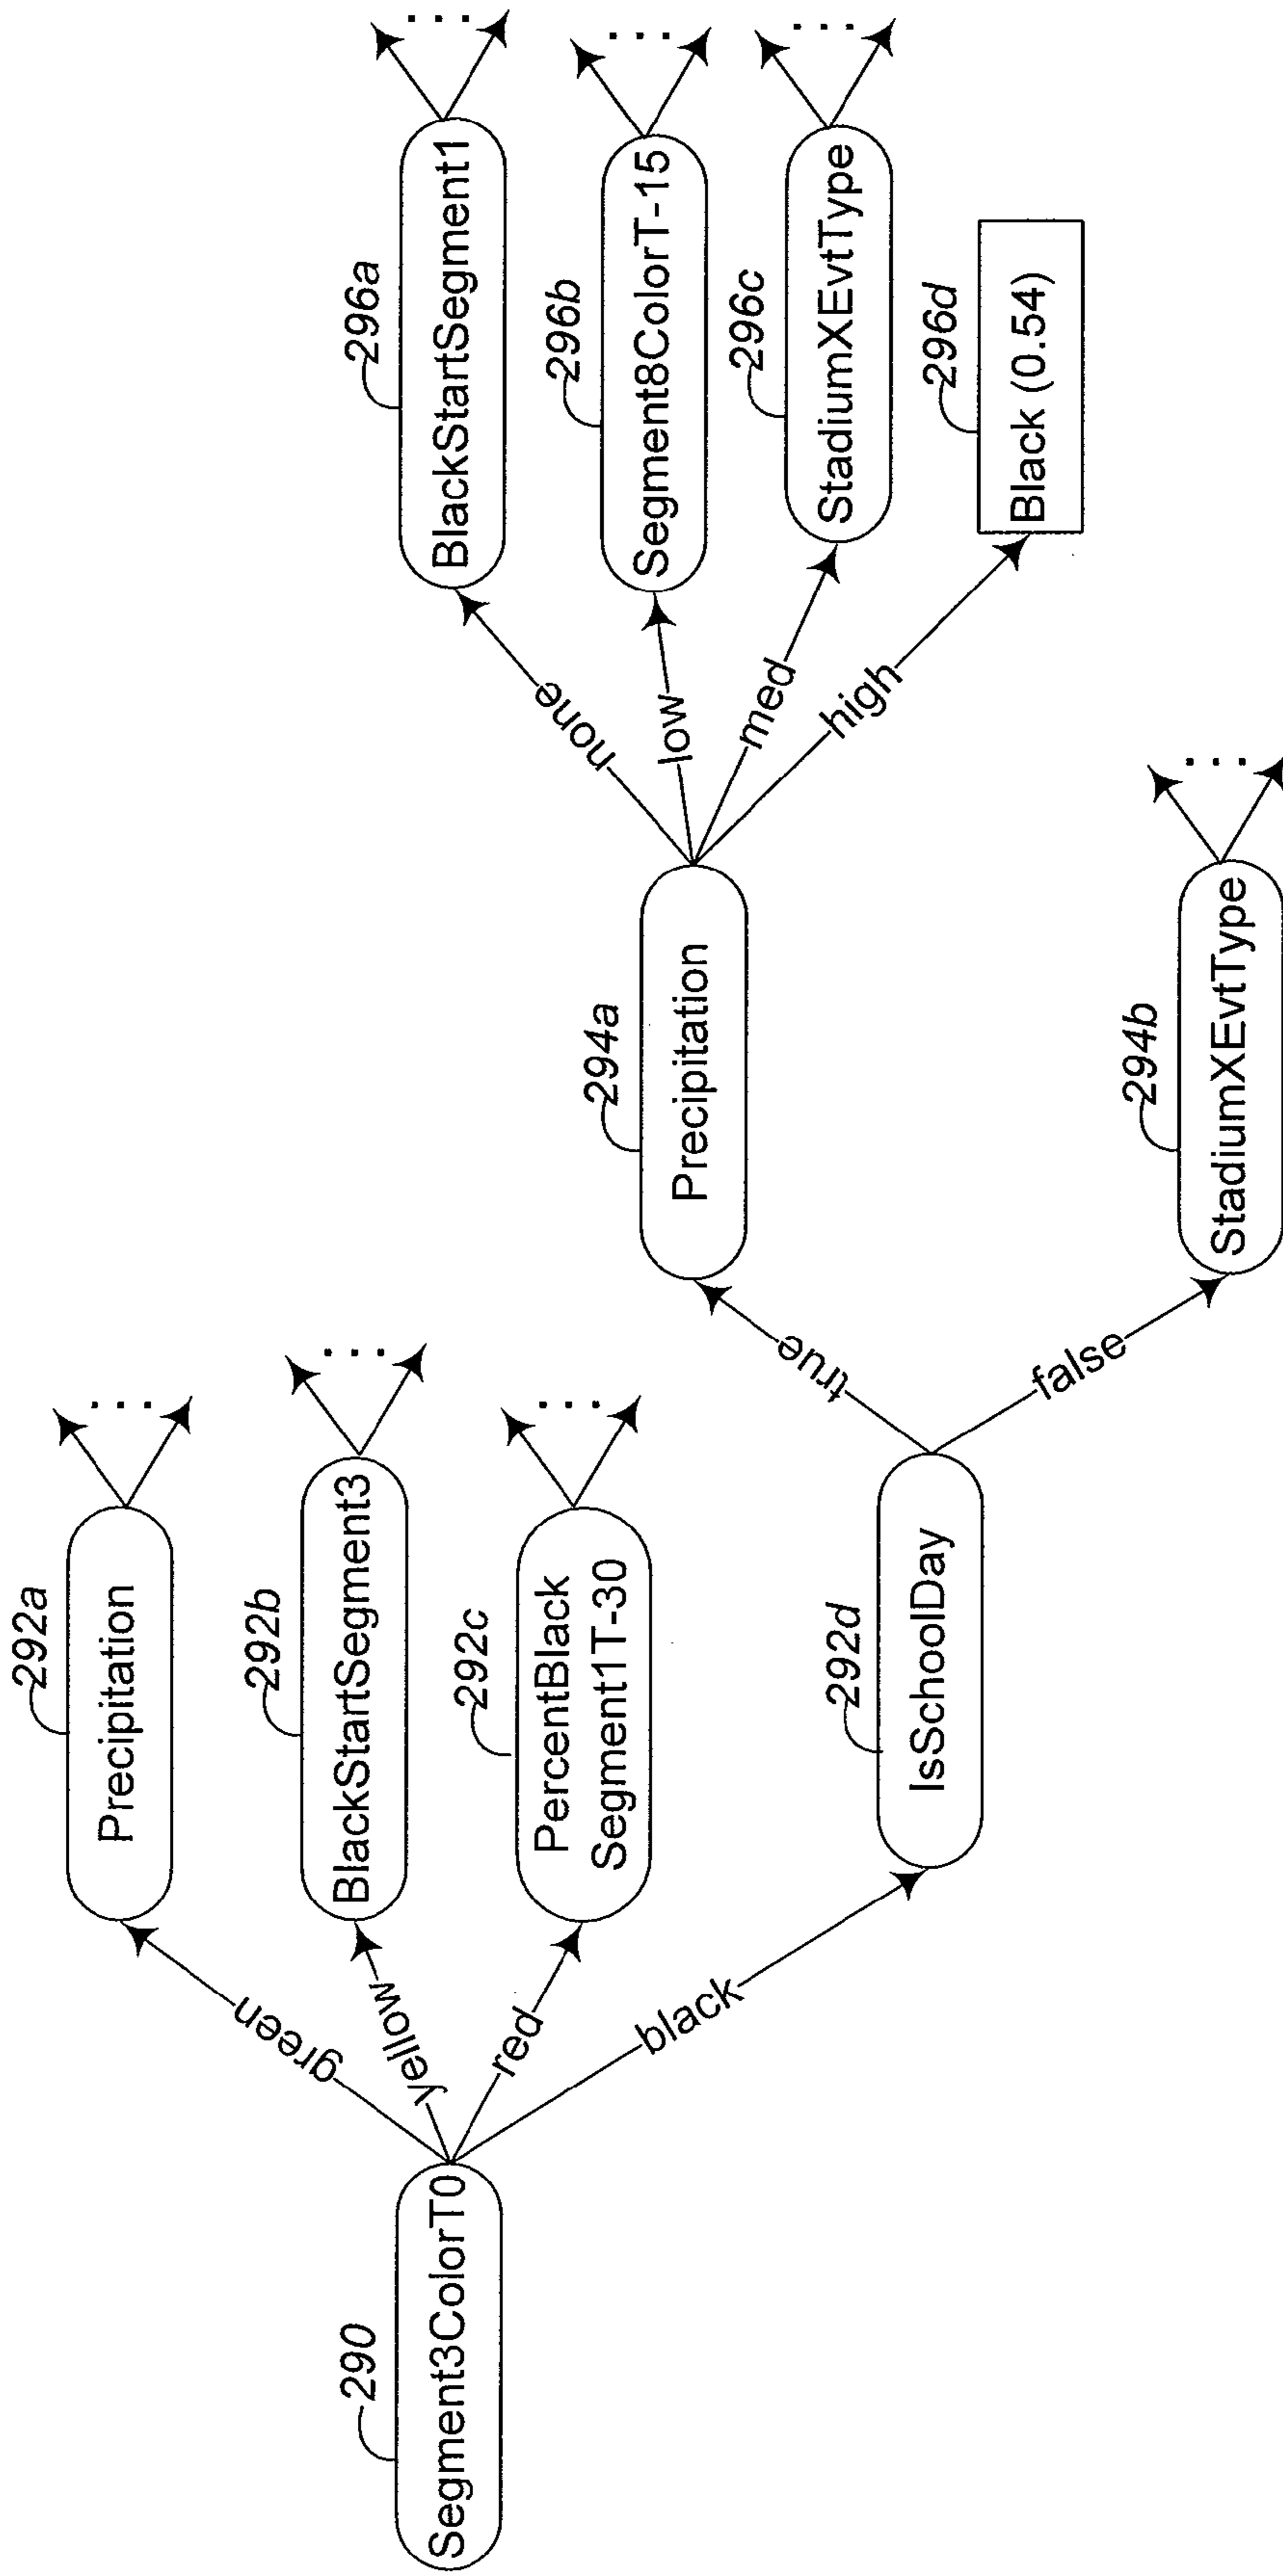 290
Segment3ColorT0
green
yellow
red
black
292a
Precipitation
...
292b
BlackStartSegment3
...
292c
PercentBlack
Segment1T-30
...
292d
IsSchoolDay
true
false
294a
Precipitation
none
low
med
high
294b
StadiumXEvtType
...
296a
BlackStartSegment1
...
296b
Segment8ColorT-15
...
296c
StadiumXEvtType
...
296d
Black (0.54)